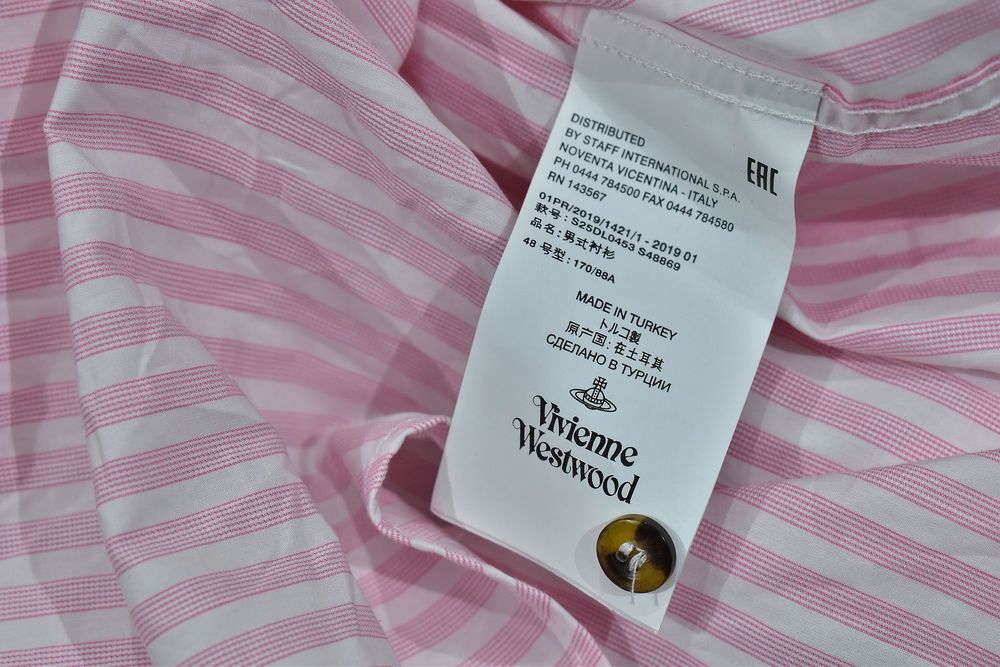 DISTRIBUTED
BY STAFF INTERNATIONAL S.P.A.
NOVENTA VICENTINA - ITALY
PH 0444 784500 FAX 0444 784580
RN 143567
EAC
01PR/2019/1421/1 - 2019 01
款号: S25DL0453 S48869
品名: 男式衬衫
48 号型: 170/88A
MADE IN TURKEY
トルコ製
原产国: 在土耳其
СДЕЛАНО В ТУРЦИИ
Vivienne
Westwood